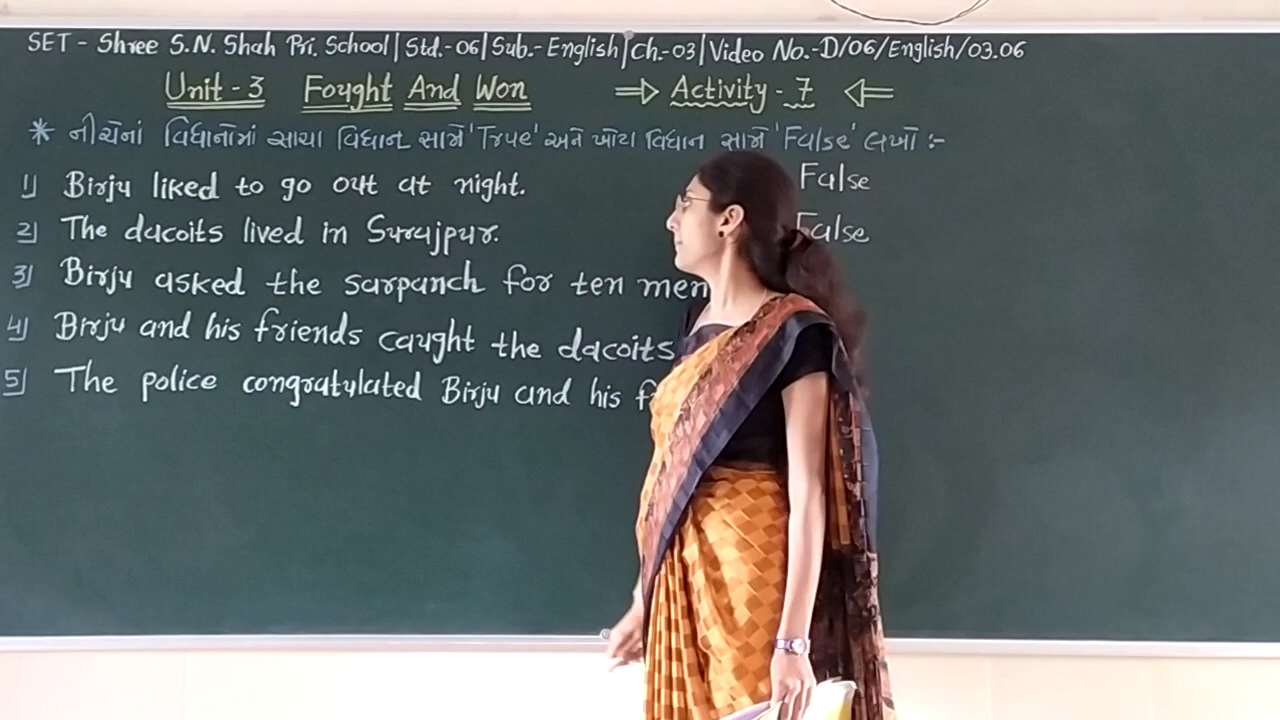 SET - Shree S.N. Shah Pri. School | Std.-06 | Sub.- English | Ch.-03 | Video No.-D/06/English/03.06
Unit - 3 Fought And Won ⇒ Activity - 7 ⇐
* નીચેનાં વિધાનોમાં સાચા વિધાન સામે 'True' અને ખોટા વિધાન સામે 'False' લખો :-
1) Birju liked to go out at night. False
2) The dacoits lived in Surajpur. False
3) Birju asked the sarpanch for ten men
4) Birju and his friends caught the dacoits
5) The police congratulated Birju and his f